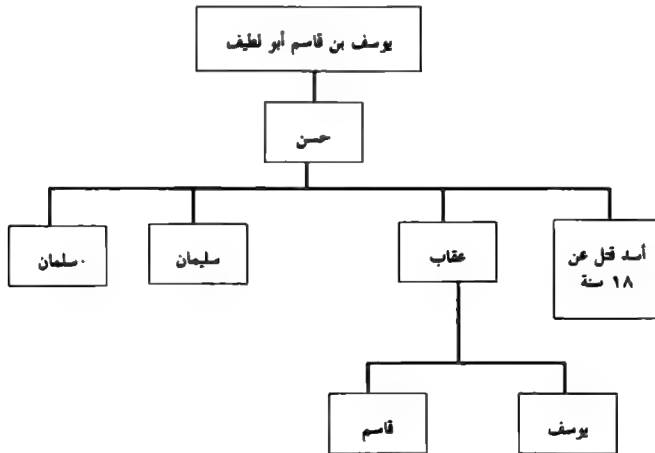 يوسف بن قاسم أبو لطيف
حسن
أسد قتل عن
١٨ سنة
عقاب
سليمان
سلمان
يوسف
قاسم